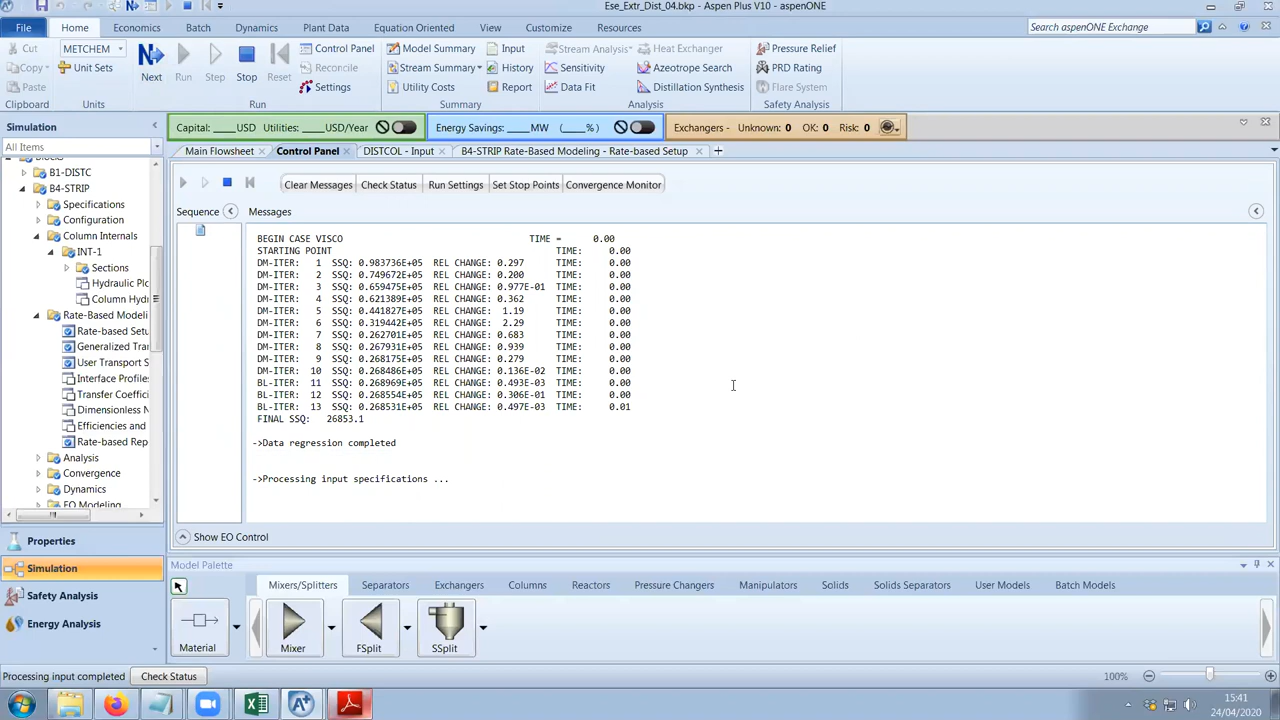 Ese_Extr_Dist_04.bkp - Aspen Plus V10 - aspenONE
File Home Economics Batch Dynamics Plant Data Equation Oriented View Customize Resources Search aspenONE Exchange
Cut METCHEM Control Panel Model Summary Input Stream Analysis Heat Exchanger Pressure Relief
Copy Unit Sets Next Run Step Stop Reset Reconcile Stream Summary History Sensitivity Azeotrope Search PRD Rating
Paste Settings Utility Costs Report Data Fit Distillation Synthesis Flare System
Clipboard Units Run Summary Analysis Safety Analysis
Simulation Capital: ____USD Utilities: ____USD/Year Energy Savings: ____MW (____%) Exchangers - Unknown: 0 OK: 0 Risk: 0
All Items Main Flowsheet Control Panel DISTCOL - Input B4-STRIP Rate-Based Modeling - Rate-based Setup
B1-DISTC
B4-STRIP
Specifications
Configuration
Column Internals
INT-1
Sections
Hydraulic Plo
Column Hydr
Rate-Based Modeli
Rate-based Setu
Generalized Tra
User Transport S
Interface Profiles
Transfer Coeffici
Dimensionless N
Efficiencies and
Rate-based Rep
Analysis
Convergence
Dynamics
EO Modeling
Properties
Simulation
Safety Analysis
Energy Analysis
Clear Messages Check Status Run Settings Set Stop Points Convergence Monitor
Sequence Messages
BEGIN CASE VISCO TIME = 0.00
STARTING POINT TIME: 0.00
DM-ITER: 1 SSQ: 0.983736E+05 REL CHANGE: 0.297 TIME: 0.00
DM-ITER: 2 SSQ: 0.749672E+05 REL CHANGE: 0.200 TIME: 0.00
DM-ITER: 3 SSQ: 0.659475E+05 REL CHANGE: 0.977E-01 TIME: 0.00
DM-ITER: 4 SSQ: 0.621389E+05 REL CHANGE: 0.362 TIME: 0.00
DM-ITER: 5 SSQ: 0.441827E+05 REL CHANGE: 1.19 TIME: 0.00
DM-ITER: 6 SSQ: 0.319442E+05 REL CHANGE: 2.29 TIME: 0.00
DM-ITER: 7 SSQ: 0.262701E+05 REL CHANGE: 0.683 TIME: 0.00
DM-ITER: 8 SSQ: 0.267931E+05 REL CHANGE: 0.939 TIME: 0.00
DM-ITER: 9 SSQ: 0.268175E+05 REL CHANGE: 0.279 TIME: 0.00
DM-ITER: 10 SSQ: 0.268486E+05 REL CHANGE: 0.136E-02 TIME: 0.00
BL-ITER: 11 SSQ: 0.268969E+05 REL CHANGE: 0.493E-03 TIME: 0.00
BL-ITER: 12 SSQ: 0.268554E+05 REL CHANGE: 0.306E-01 TIME: 0.00
BL-ITER: 13 SSQ: 0.268531E+05 REL CHANGE: 0.497E-03 TIME: 0.01
FINAL SSQ: 26853.1
->Data regression completed
->Processing input specifications ...
Show EO Control
Model Palette
Mixers/Splitters Separators Exchangers Columns Reactors Pressure Changers Manipulators Solids Solids Separators User Models Batch Models
Material Mixer FSplit SSplit
Processing input completed Check Status 100%
15:41
24/04/2020